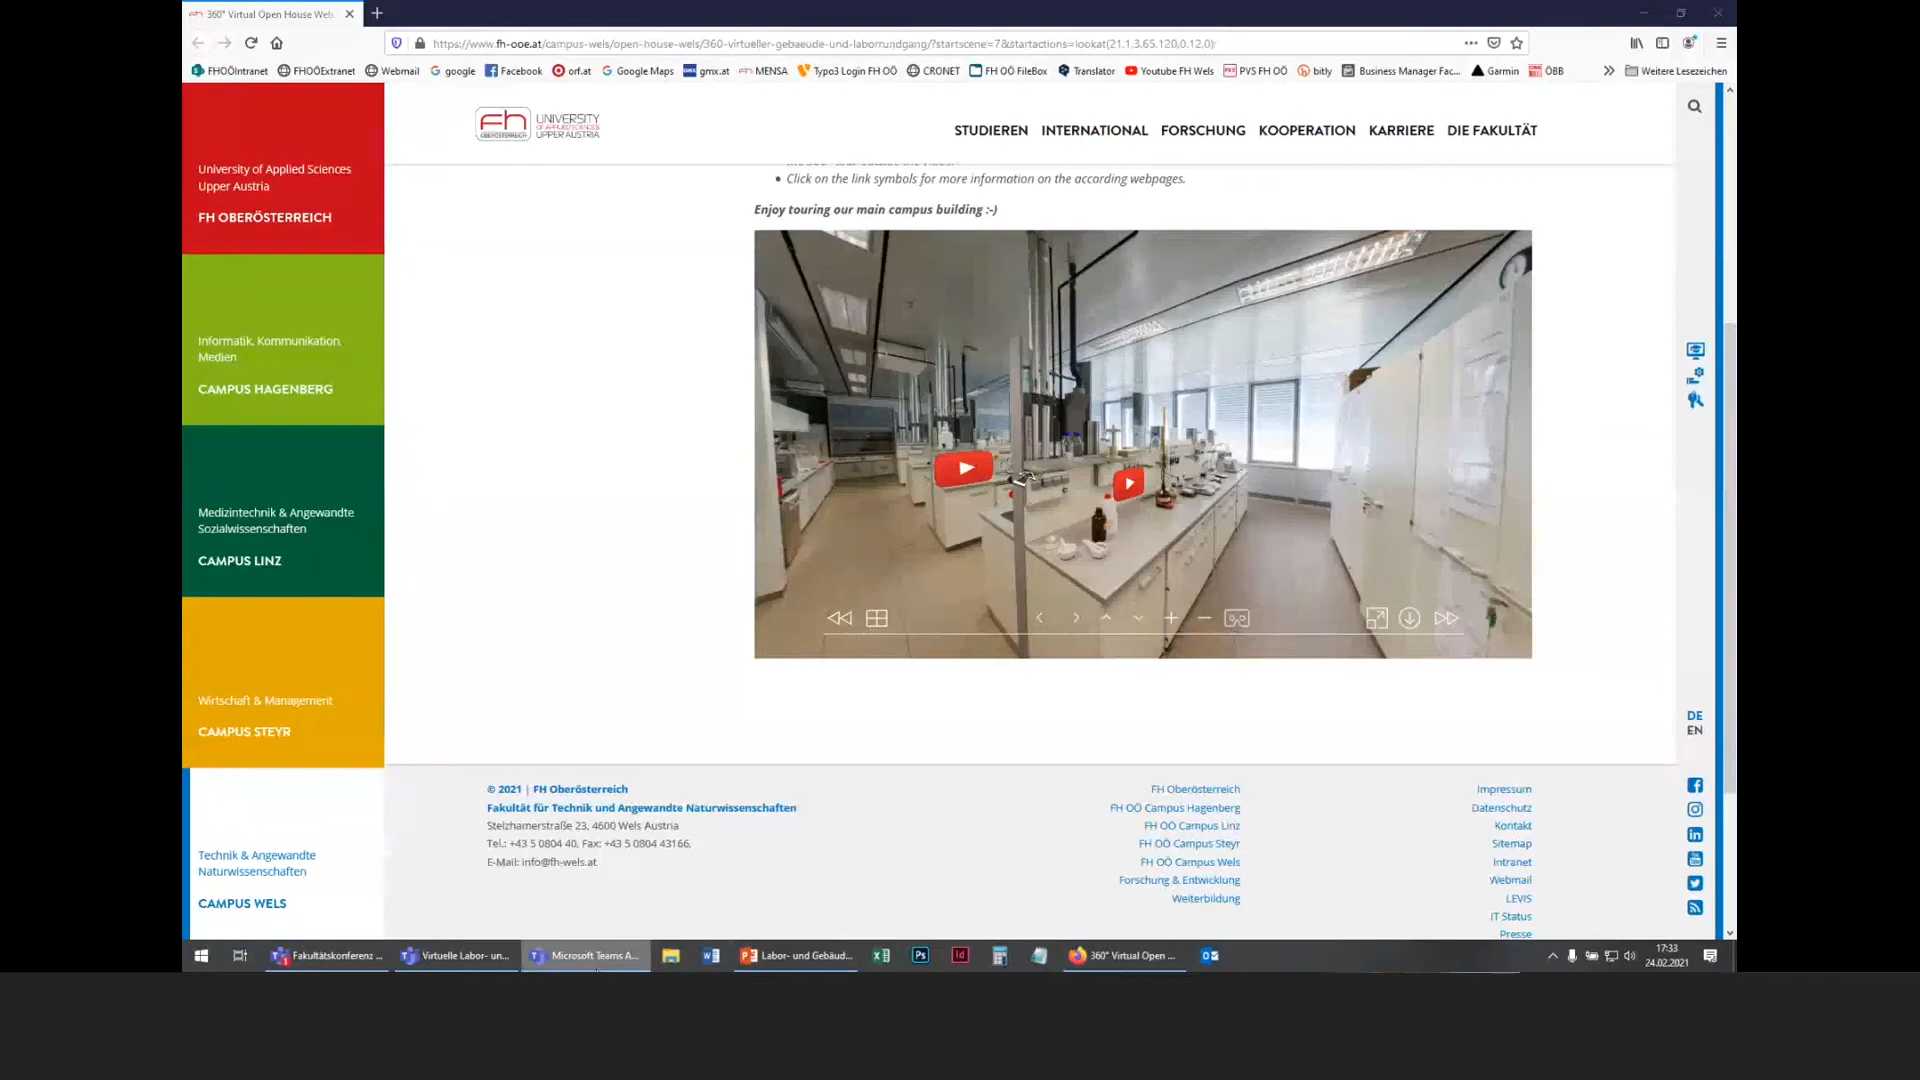 360° Virtual Open House Wels
https://www.fh-ooe.at/campus-wels/open-house-wels/360-virtueller-gebaeude-und-laborrundgang/?startscene=7&startactions=lookat(21.1,3.65,120,0.12,0);
FHOÖIntranet FHOÖExtranet Webmail google Facebook orf.at Google Maps gmx.at MENSA Typo3 Login FH OÖ CRONET FH OÖ FileBox Translator Youtube FH Wels PVS FH OÖ bitly Business Manager Fac... Garmin ÖBB Weitere Lesezeichen
University of Applied Sciences
Upper Austria
FH OBERÖSTERREICH
Informatik, Kommunikation,
Medien
CAMPUS HAGENBERG
Medizintechnik & Angewandte
Sozialwissenschaften
CAMPUS LINZ
Wirtschaft & Management
CAMPUS STEYR
Technik & Angewandte
Naturwissenschaften
CAMPUS WELS
fh
OBERÖSTERREICH
UNIVERSITY
OF APPLIED SCIENCES
UPPER AUSTRIA
STUDIEREN INTERNATIONAL FORSCHUNG KOOPERATION KARRIERE DIE FAKULTÄT
• Click on the link symbols for more information on the according webpages.
Enjoy touring our main campus building :-)
DE
EN
© 2021 | FH Oberösterreich
Fakultät für Technik und Angewandte Naturwissenschaften
Stelzhamerstraße 23, 4600 Wels Austria
Tel.: +43 5 0804 40, Fax: +43 5 0804 43166,
E-Mail: info@fh-wels.at
FH Oberösterreich
FH OÖ Campus Hagenberg
FH OÖ Campus Linz
FH OÖ Campus Steyr
FH OÖ Campus Wels
Forschung & Entwicklung
Weiterbildung
Impressum
Datenschutz
Kontakt
Sitemap
Intranet
Webmail
LEVIS
IT Status
Presse
Fakultätskonferenz ... Virtuelle Labor- un... Microsoft Teams A... Labor- und Gebäud... Ps Id 360° Virtual Open ...
17:33
24.02.2021